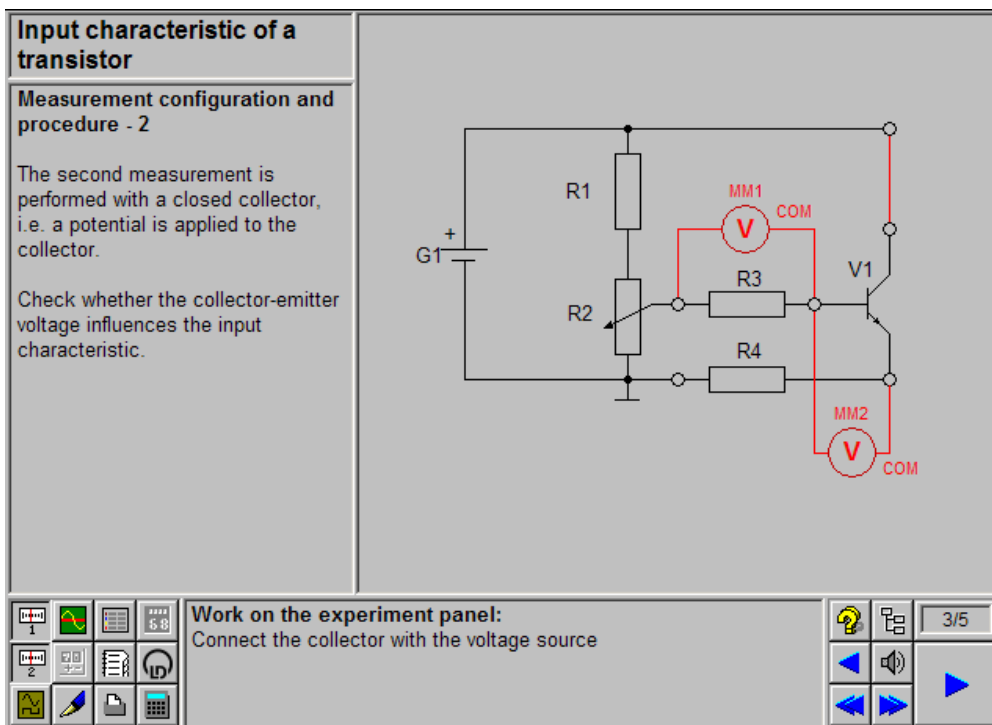 Input characteristic of a
transistor
Measurement configuration and
procedure - 2
The second measurement is
performed with a closed collector,
i.e. a potential is applied to the
collector.
Check whether the collector-emitter
voltage influences the input
characteristic.
R1
MM1
COM
V
+
G1
R2
R3
V1
R4
MM2
V
COM
1
68
2
Work on the experiment panel:
Connect the collector with the voltage source
3/5